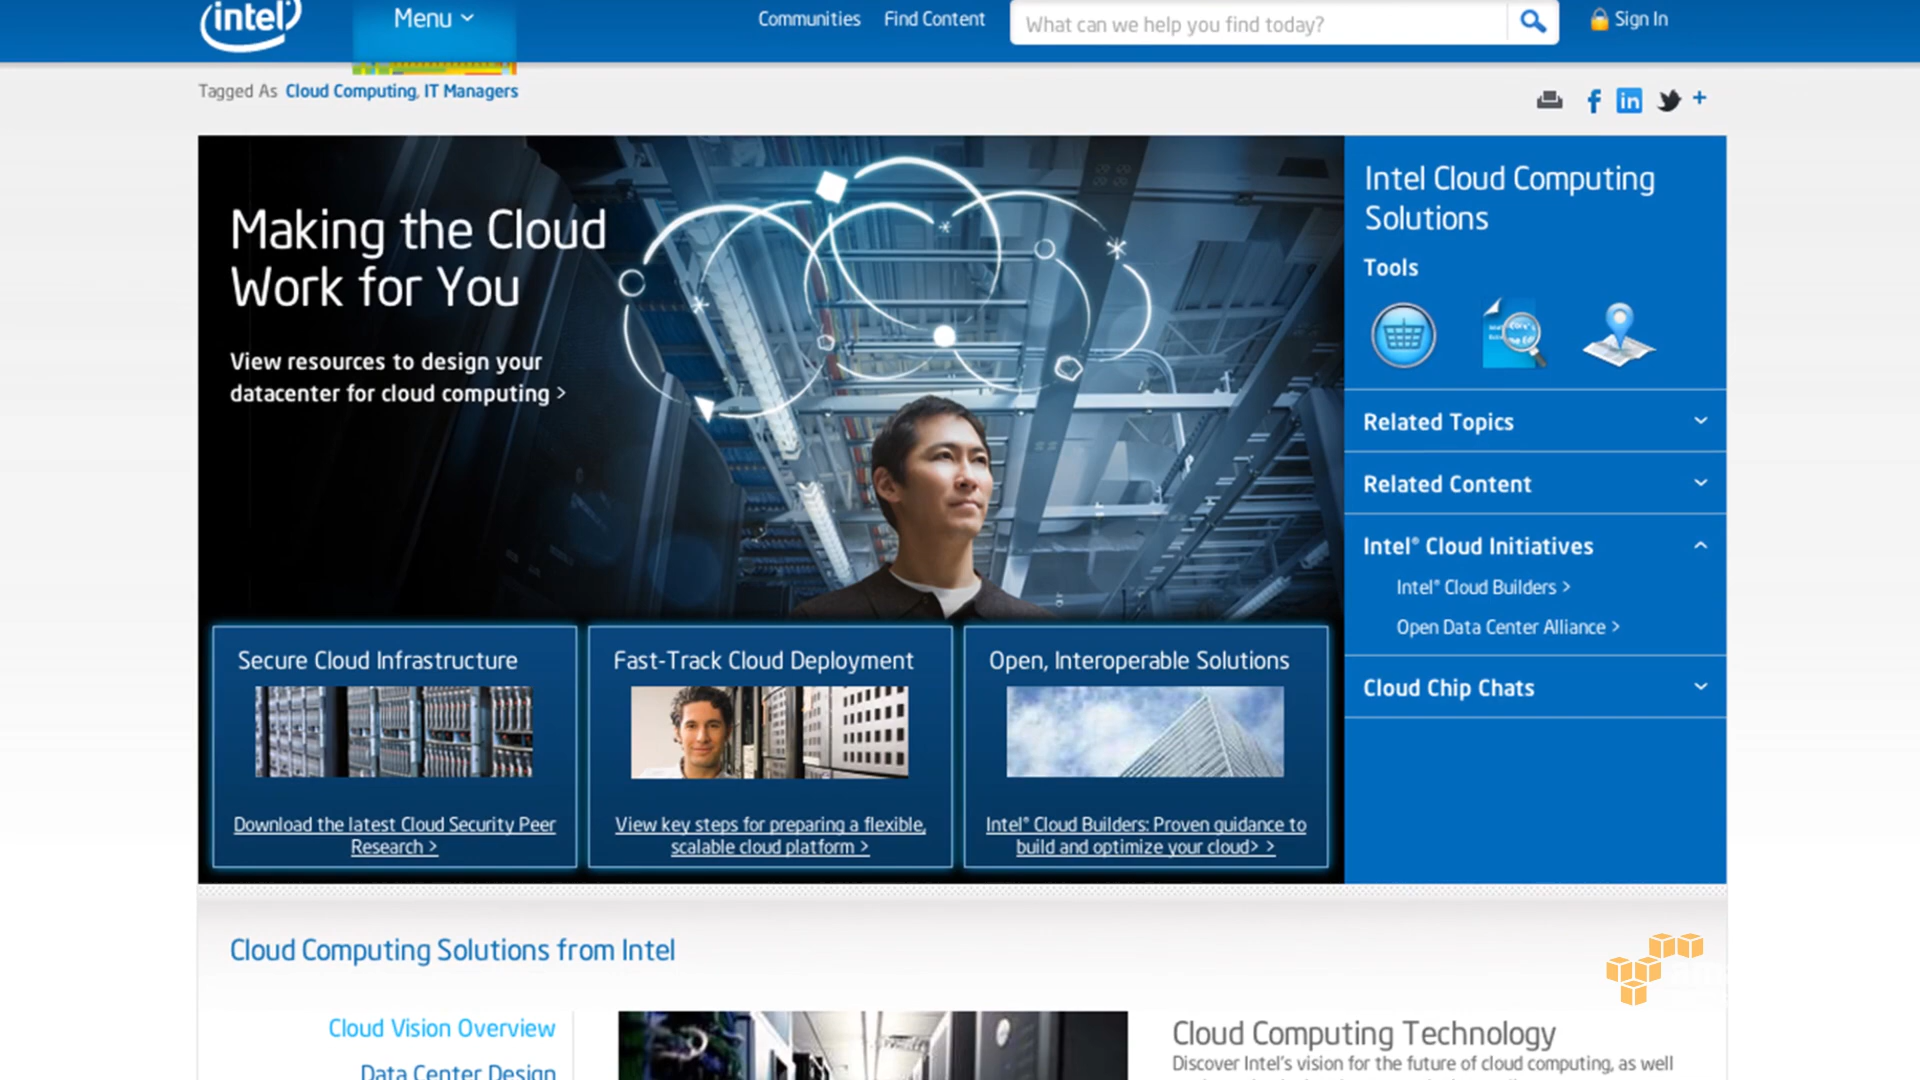 intel
Menu
Communities
Find Content
What can we help you find today?
Sign In
Tagged As Cloud Computing, IT Managers
Making the Cloud
Work for You
View resources to design your
datacenter for cloud computing >
Intel Cloud Computing
Solutions
Tools
Related Topics
Related Content
Intel® Cloud Initiatives
Intel® Cloud Builders >
Open Data Center Alliance >
Cloud Chip Chats
Secure Cloud Infrastructure
Download the latest Cloud Security Peer
Research >
Fast-Track Cloud Deployment
View key steps for preparing a flexible,
scalable cloud platform >
Open, Interoperable Solutions
Intel® Cloud Builders: Proven guidance to
build and optimize your cloud> >
Cloud Computing Solutions from Intel
Cloud Vision Overview
Data Center Design
Cloud Computing Technology
Discover Intel's vision for the future of cloud computing, as well